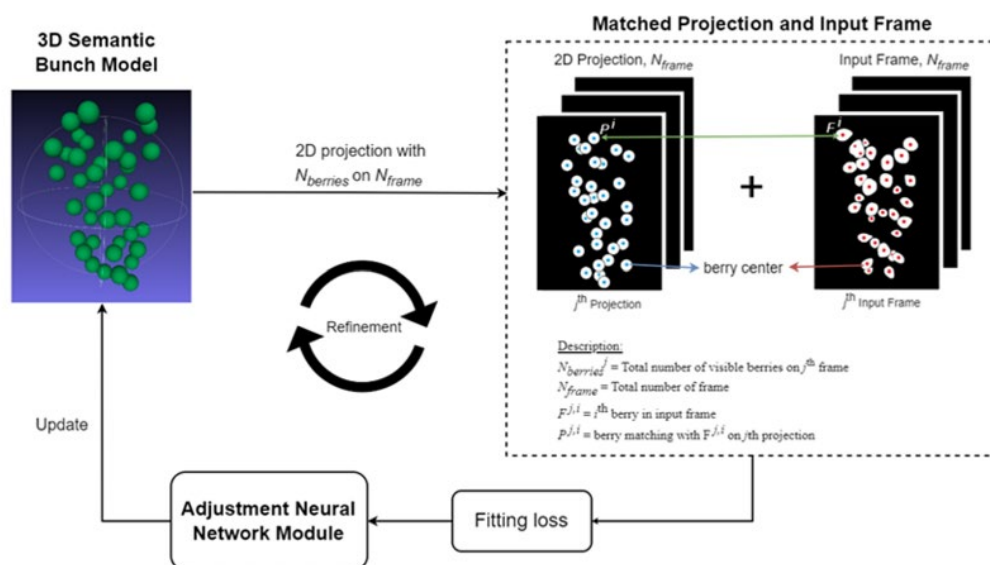 Matched Projection and Input Frame
3D Semantic
Bunch Model
2D Projection, N_frame
Input Frame, N_frame
P^i
F^i
2D projection with
N_berries on N_frame
+
berry center
j^th Projection
j^th Input Frame
Refinement
Description:
N_berries^j = Total number of visible berries on j^th frame
N_frame = Total number of frame
F^j,i = i^th berry in input frame
P^j,i = berry matching with F^j,i on jth projection
Update
Adjustment Neural
Network Module
Fitting loss